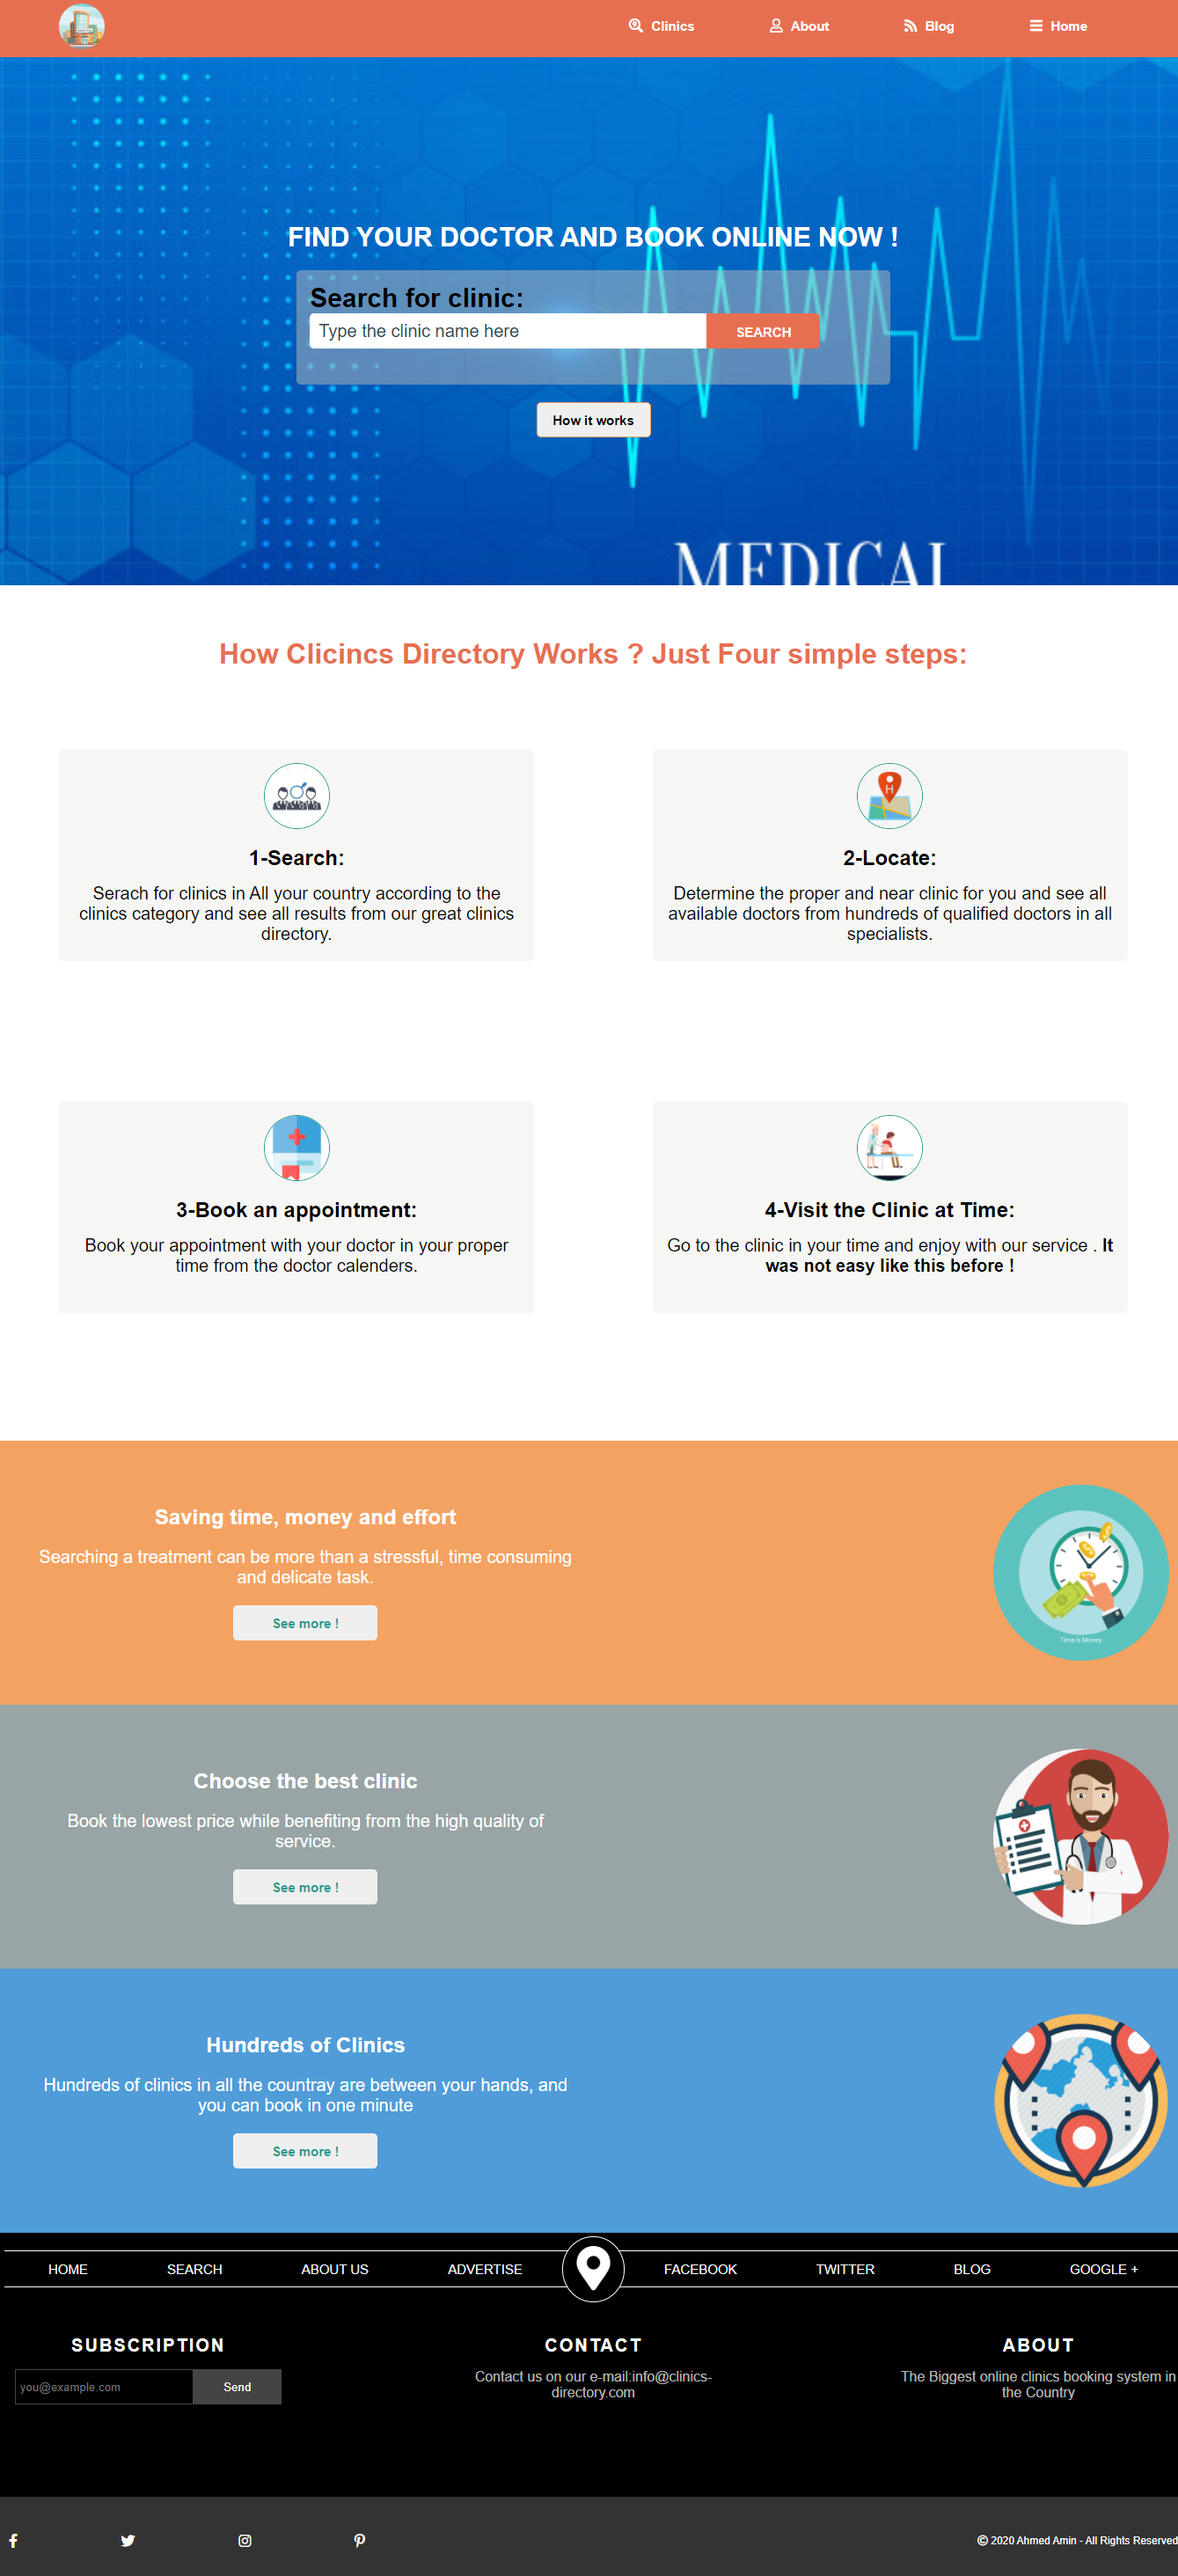 Clinics
About
Blog
Home
FIND YOUR DOCTOR AND BOOK ONLINE NOW !
Search for clinic:
Type the clinic name here
SEARCH
How it works
MEDICAL
How Clicincs Directory Works ? Just Four simple steps:
1-Search:
Serach for clinics in All your country according to the
clinics category and see all results from our great clinics
directory.
H
2-Locate:
Determine the proper and near clinic for you and see all
available doctors from hundreds of qualified doctors in all
specialists.
3-Book an appointment:
Book your appointment with your doctor in your proper
time from the doctor calenders.
4-Visit the Clinic at Time:
Go to the clinic in your time and enjoy with our service . It
was not easy like this before !
Saving time, money and effort
Searching a treatment can be more than a stressful, time consuming
and delicate task.
See more !
Time Is Money
Choose the best clinic
Book the lowest price while benefiting from the high quality of
service.
See more !
Hundreds of Clinics
Hundreds of clinics in all the countray are between your hands, and
you can book in one minute
See more !
HOME
SEARCH
ABOUT US
ADVERTISE
FACEBOOK
TWITTER
BLOG
GOOGLE +
SUBSCRIPTION
you@example.com
Send
CONTACT
Contact us on our e-mail:info@clinics-
directory.com
ABOUT
The Biggest online clinics booking system in
the Country
© 2020 Ahmed Amin - All Rights Reserved